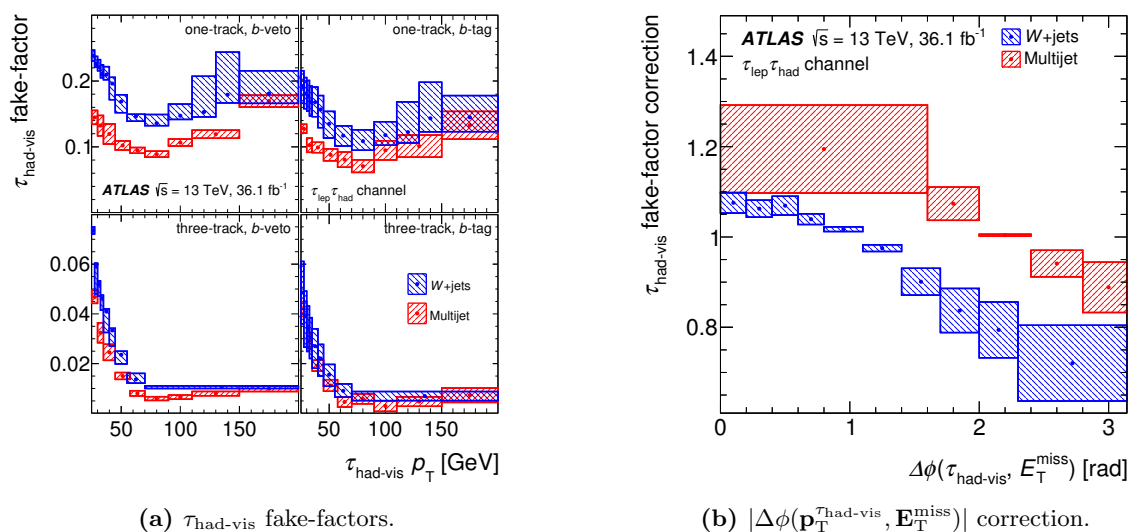 one-track, b-veto
one-track, b-tag
τhad-vis fake-factor
0.2
0.1
ATLAS √s = 13 TeV, 36.1 fb⁻¹
τlepτhad channel
three-track, b-veto
three-track, b-tag
0.06
0.04
0.02
W+jets
Multijet
50 100 150
50 100 150
τhad-vis pT [GeV]
(a) τhad-vis fake-factors.
τhad-vis fake-factor correction
1.4
1.2
1
0.8
ATLAS √s = 13 TeV, 36.1 fb⁻¹
τlepτhad channel
W+jets
Multijet
0 1 2 3
Δϕ(τhad-vis, ETmiss) [rad]
(b) |Δϕ(pTτhad-vis, ETmiss)| correction.